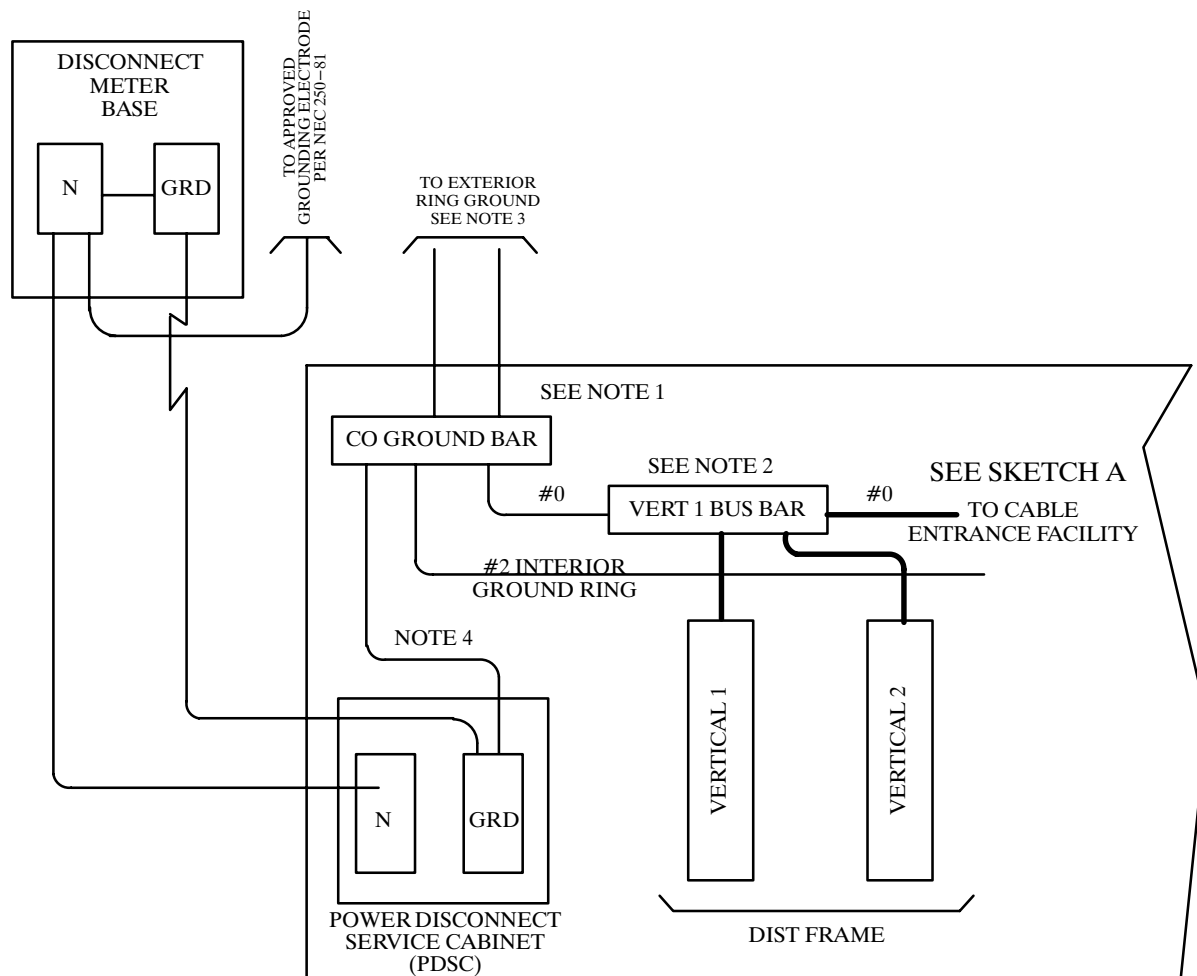 DISCONNECT
METER
BASE
N
GRD
TO APPROVED
GROUNDING ELECTRODE
PER NEC 250–81
TO EXTERIOR
RING GROUND
SEE NOTE 3
SEE NOTE 1
CO GROUND BAR
SEE NOTE 2
SEE SKETCH A
#0
VERT 1 BUS BAR
#0
TO CABLE
ENTRANCE FACILITY
#2 INTERIOR
GROUND RING
NOTE 4
VERTICAL 1
VERTICAL 2
N
GRD
POWER DISCONNECT
SERVICE CABINET
(PDSC)
DIST FRAME